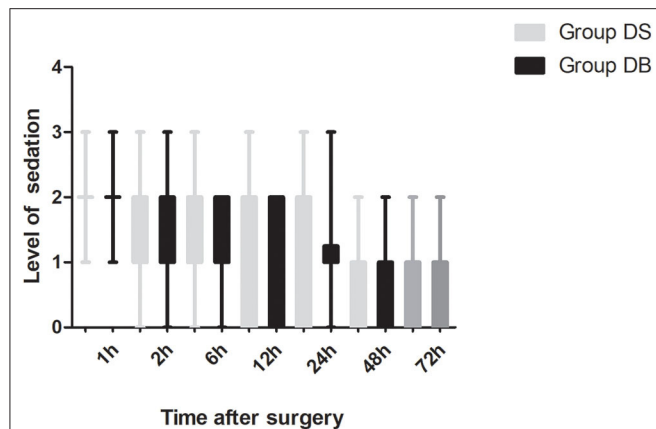 Group DS
Group DB
Level of sedation
4
3
2
1
0
1h
2h
6h
12h
24h
48h
72h
Time after surgery